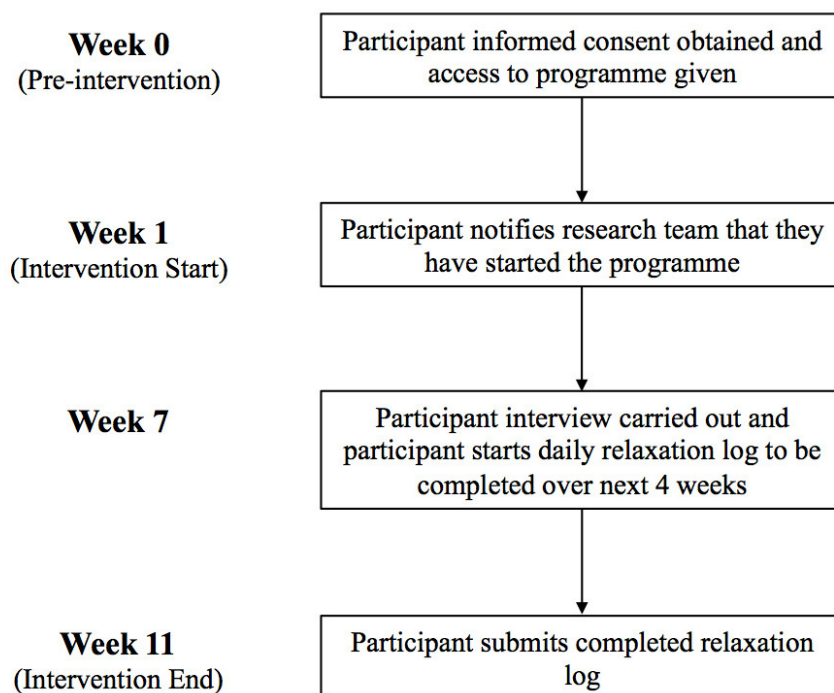 Week 0
(Pre-intervention)
Participant informed consent obtained and
access to programme given
Week 1
(Intervention Start)
Participant notifies research team that they
have started the programme
Week 7
Participant interview carried out and
participant starts daily relaxation log to be
completed over next 4 weeks
Week 11
(Intervention End)
Participant submits completed relaxation
log